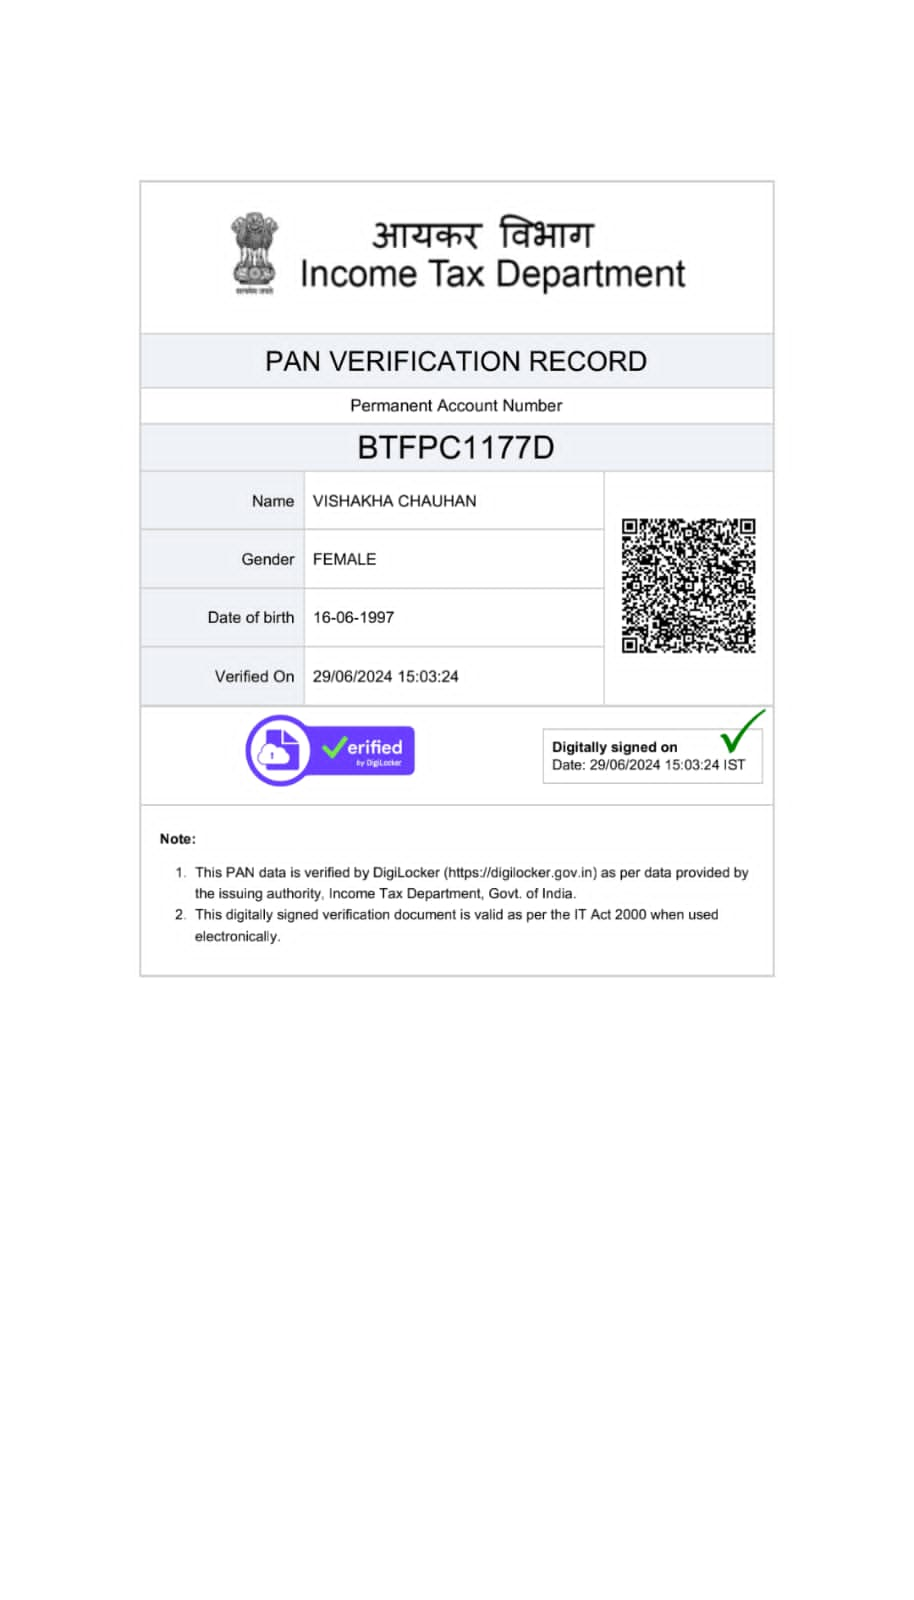 आयकर विभाग
Income Tax Department
सत्यमेव जयते
PAN VERIFICATION RECORD
Permanent Account Number
BTFPC1177D
Name VISHAKHA CHAUHAN
Gender FEMALE
Date of birth 16-06-1997
Verified On 29/06/2024 15:03:24
Verified
by DigiLocker
Digitally signed on
Date: 29/06/2024 15:03:24 IST
Note:
1. This PAN data is verified by DigiLocker (https://digilocker.gov.in) as per data provided by
the issuing authority, Income Tax Department, Govt. of India.
2. This digitally signed verification document is valid as per the IT Act 2000 when used
electronically.